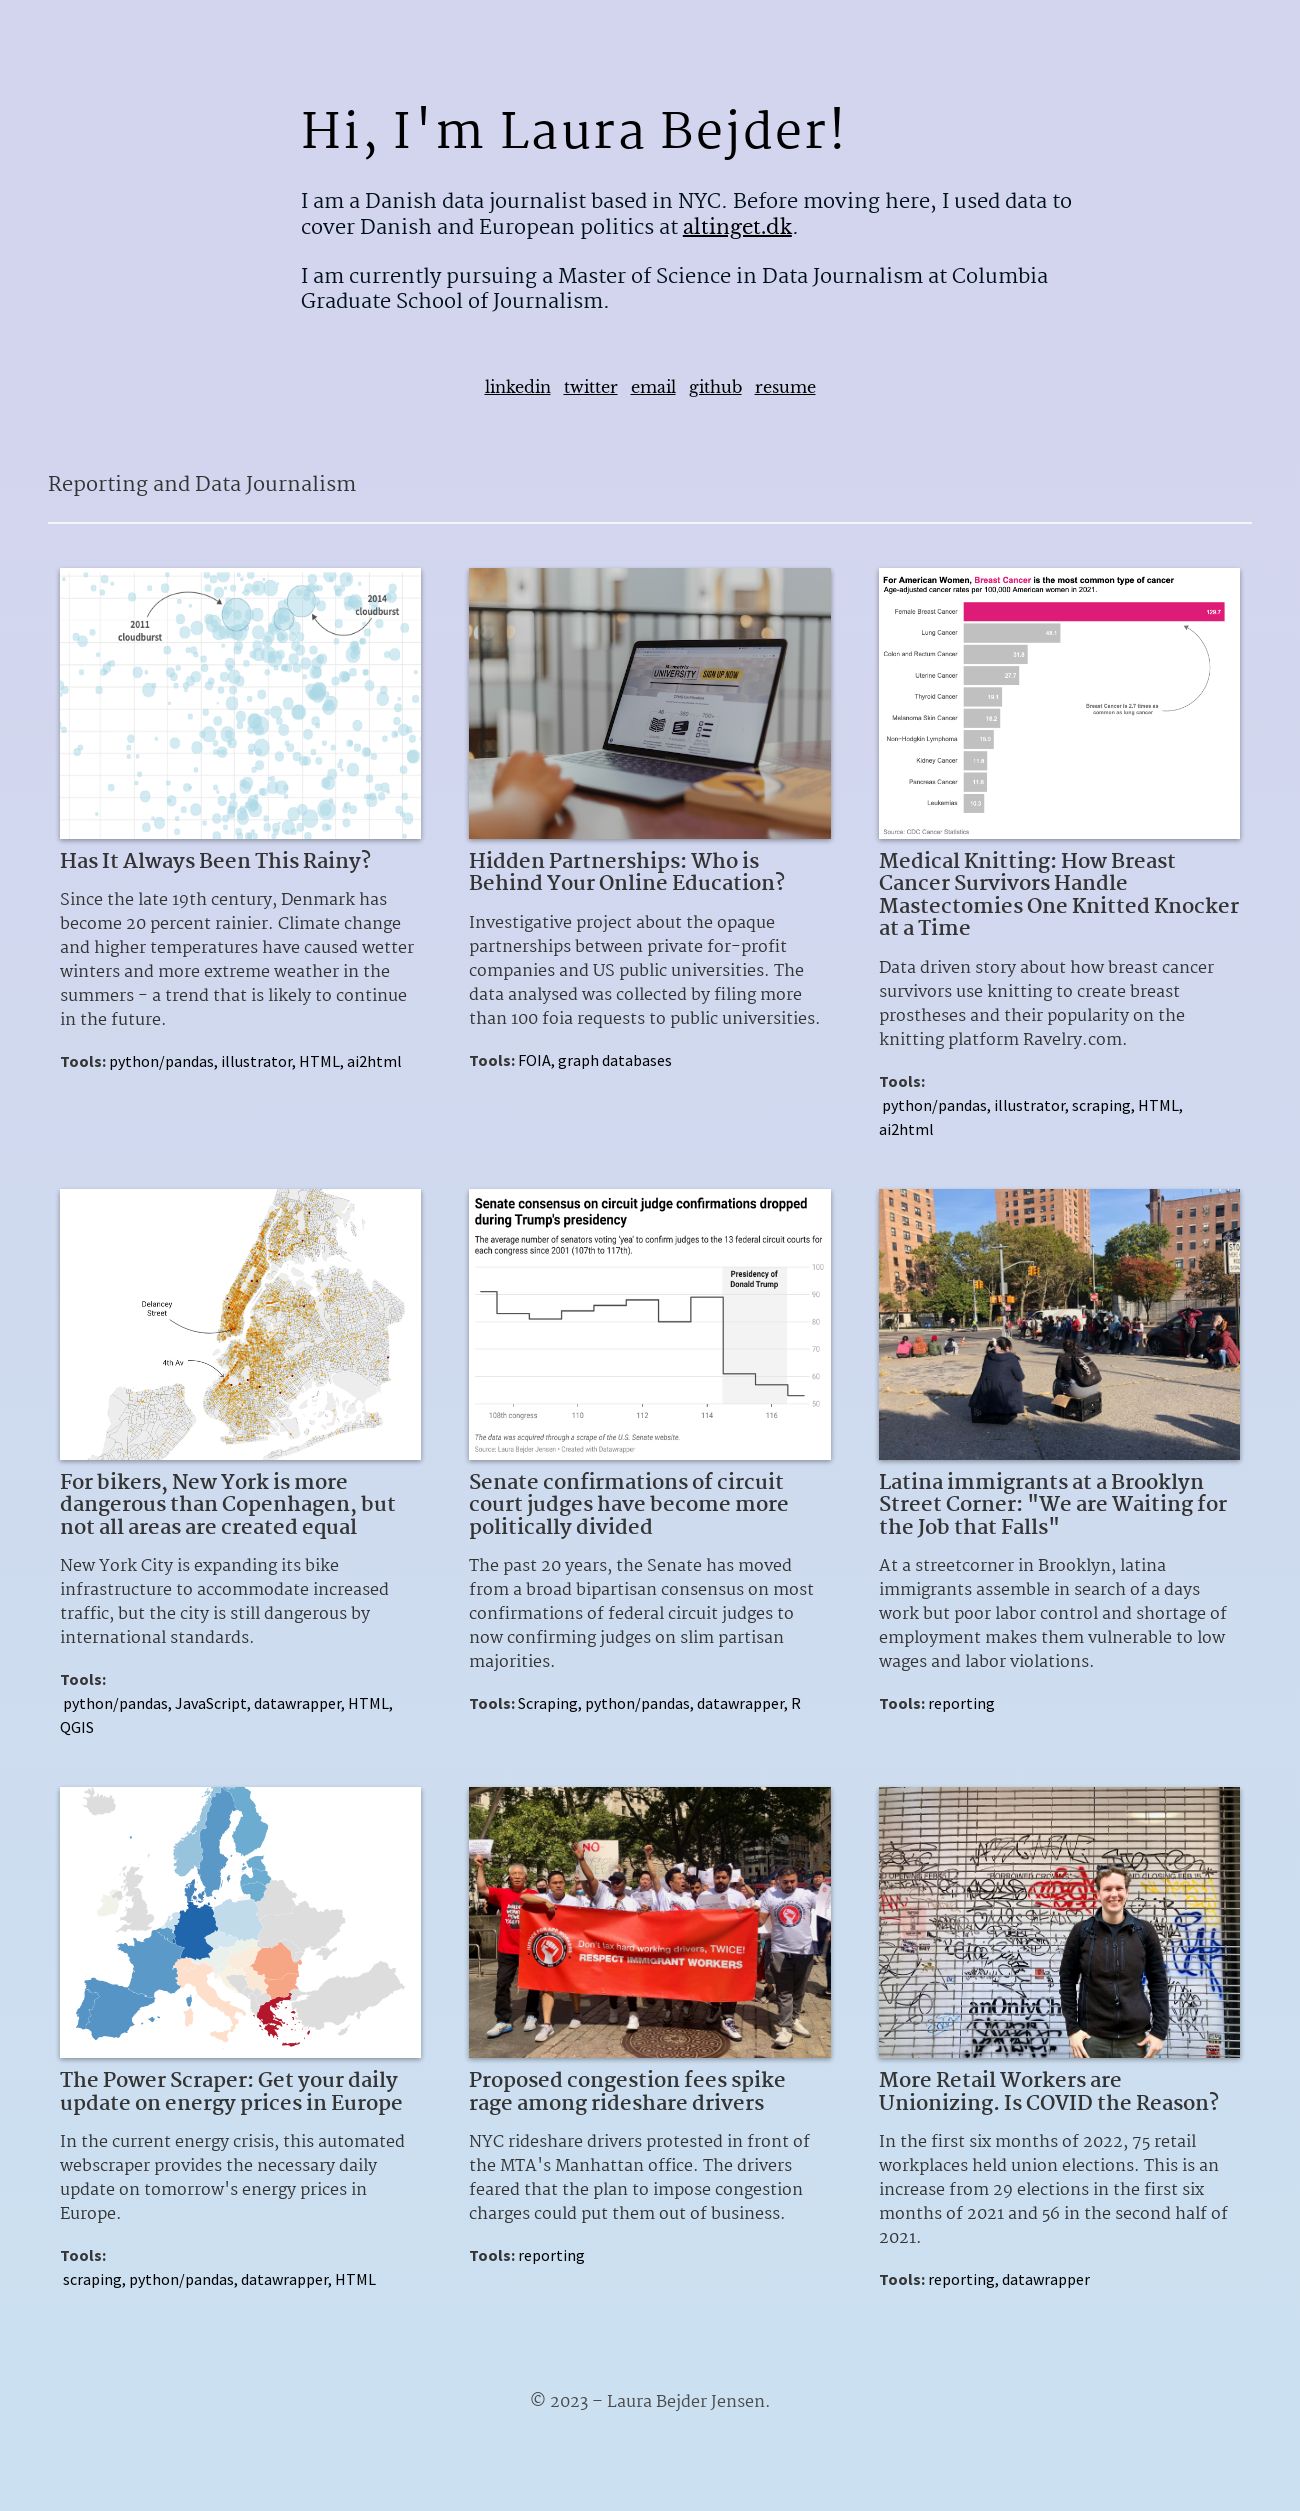 Hi, I'm Laura Bejder!
I am a Danish data journalist based in NYC. Before moving here, I used data to
cover Danish and European politics at altinget.dk.
I am currently pursuing a Master of Science in Data Journalism at Columbia
Graduate School of Journalism.
linkedin twitter email github resume
Reporting and Data Journalism
2011
cloudburst
2014
cloudburst
Has It Always Been This Rainy?
Since the late 19th century, Denmark has
become 20 percent rainier. Climate change
and higher temperatures have caused wetter
winters and more extreme weather in the
summers - a trend that is likely to continue
in the future.
Tools: python/pandas, illustrator, HTML, ai2html
UNIVERSITY SIGN UP NOW
Hidden Partnerships: Who is
Behind Your Online Education?
Investigative project about the opaque
partnerships between private for-profit
companies and US public universities. The
data analysed was collected by filing more
than 100 foia requests to public universities.
Tools: FOIA, graph databases
For American Women, Breast Cancer is the most common type of cancer
Age-adjusted cancer rates per 100,000 American women in 2021.
Female Breast Cancer 129.7
Lung Cancer 48.1
Colon and Rectum Cancer 31.8
Uterine Cancer 27.7
Thyroid Cancer 19.1
Melanoma Skin Cancer 18.2
Non-Hodgkin Lymphoma
Kidney Cancer
Pancreas Cancer
Leukemias 10.3
Breast Cancer is 2.7 times as
common as lung cancer
Source: CDC Cancer Statistics
Medical Knitting: How Breast
Cancer Survivors Handle
Mastectomies One Knitted Knocker
at a Time
Data driven story about how breast cancer
survivors use knitting to create breast
prostheses and their popularity on the
knitting platform Ravelry.com.
Tools:
python/pandas, illustrator, scraping, HTML,
ai2html
Delancey
Street
4th Av
For bikers, New York is more
dangerous than Copenhagen, but
not all areas are created equal
New York City is expanding its bike
infrastructure to accommodate increased
traffic, but the city is still dangerous by
international standards.
Tools:
python/pandas, JavaScript, datawrapper, HTML,
QGIS
Senate consensus on circuit judge confirmations dropped
during Trump's presidency
The average number of senators voting 'yea' to confirm judges to the 13 federal circuit courts for
each congress since 2001 (107th to 117th).
Presidency of
Donald Trump
100
90
80
70
60
50
108th congress 110 112 114 116
The data was acquired through a scrape of the U.S. Senate website.
Source: Laura Bejder Jensen • Created with Datawrapper
Senate confirmations of circuit
court judges have become more
politically divided
The past 20 years, the Senate has moved
from a broad bipartisan consensus on most
confirmations of federal circuit judges to
now confirming judges on slim partisan
majorities.
Tools: Scraping, python/pandas, datawrapper, R
Latina immigrants at a Brooklyn
Street Corner: "We are Waiting for
the Job that Falls"
At a streetcorner in Brooklyn, latina
immigrants assemble in search of a days
work but poor labor control and shortage of
employment makes them vulnerable to low
wages and labor violations.
Tools: reporting
The Power Scraper: Get your daily
update on energy prices in Europe
In the current energy crisis, this automated
webscraper provides the necessary daily
update on tomorrow's energy prices in
Europe.
Tools:
scraping, python/pandas, datawrapper, HTML
NO
Don't tax hard working drivers, TWICE!
RESPECT IMMIGRANT WORKERS
Proposed congestion fees spike
rage among rideshare drivers
NYC rideshare drivers protested in front of
the MTA's Manhattan office. The drivers
feared that the plan to impose congestion
charges could put them out of business.
Tools: reporting
More Retail Workers are
Unionizing. Is COVID the Reason?
In the first six months of 2022, 75 retail
workplaces held union elections. This is an
increase from 29 elections in the first six
months of 2021 and 56 in the second half of
2021.
Tools: reporting, datawrapper
© 2023 – Laura Bejder Jensen.